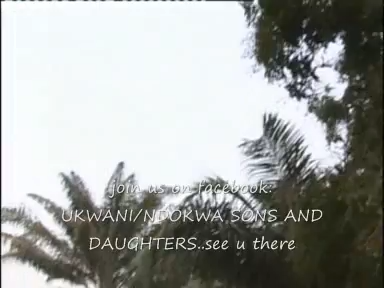 join us on facebook:
UKWANI/NDOKWA SONS AND
DAUGHTERS..see u there